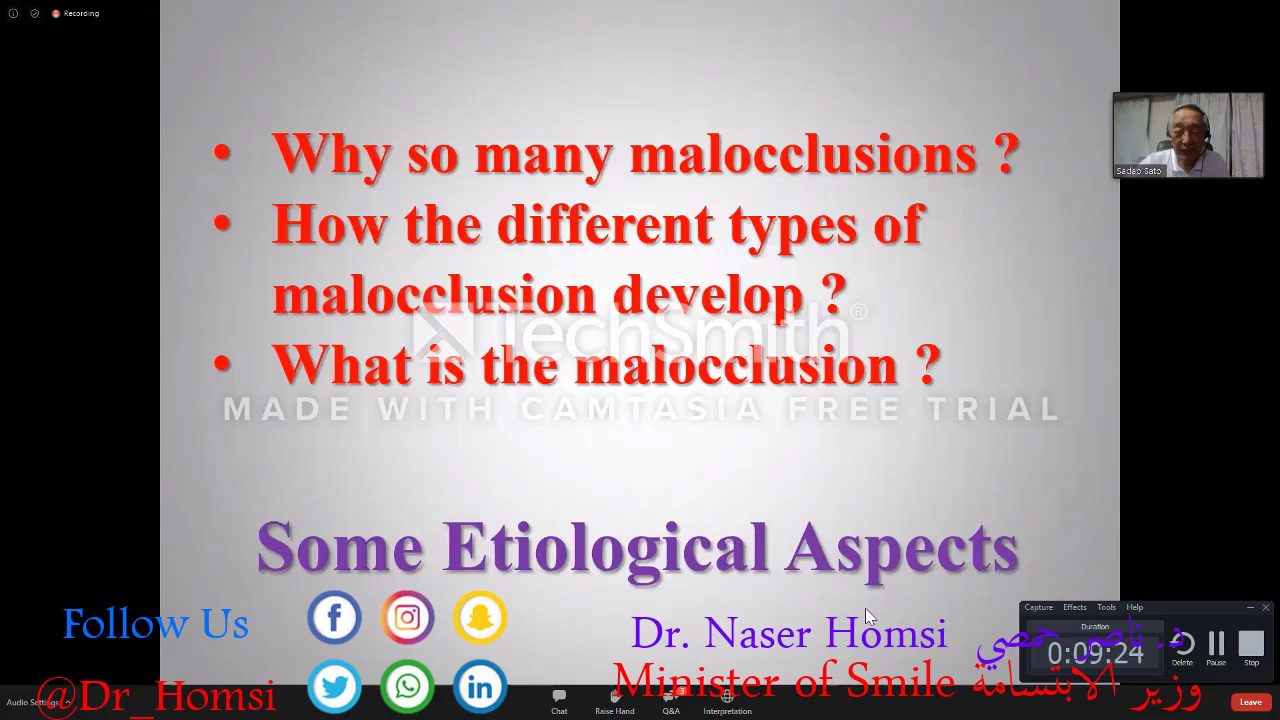 Recording
• Why so many malocclusions ?
• How the different types of
malocclusion develop ?
• What is the malocclusion ?
TechSmith®
MADE WITH CAMTASIA FREE TRIAL
Some Etiological Aspects
Sadao Sato
Follow Us
@Dr_Homsi
Dr. Naser Homsi
Minister of Smile
د. ناصر حمصي
وزير الابتسامة
Capture Effects Tools Help
Duration
0:09:24
Delete Pause Stop
Audio Settings
Chat Raise Hand Q&A 3 Interpretation
Leave